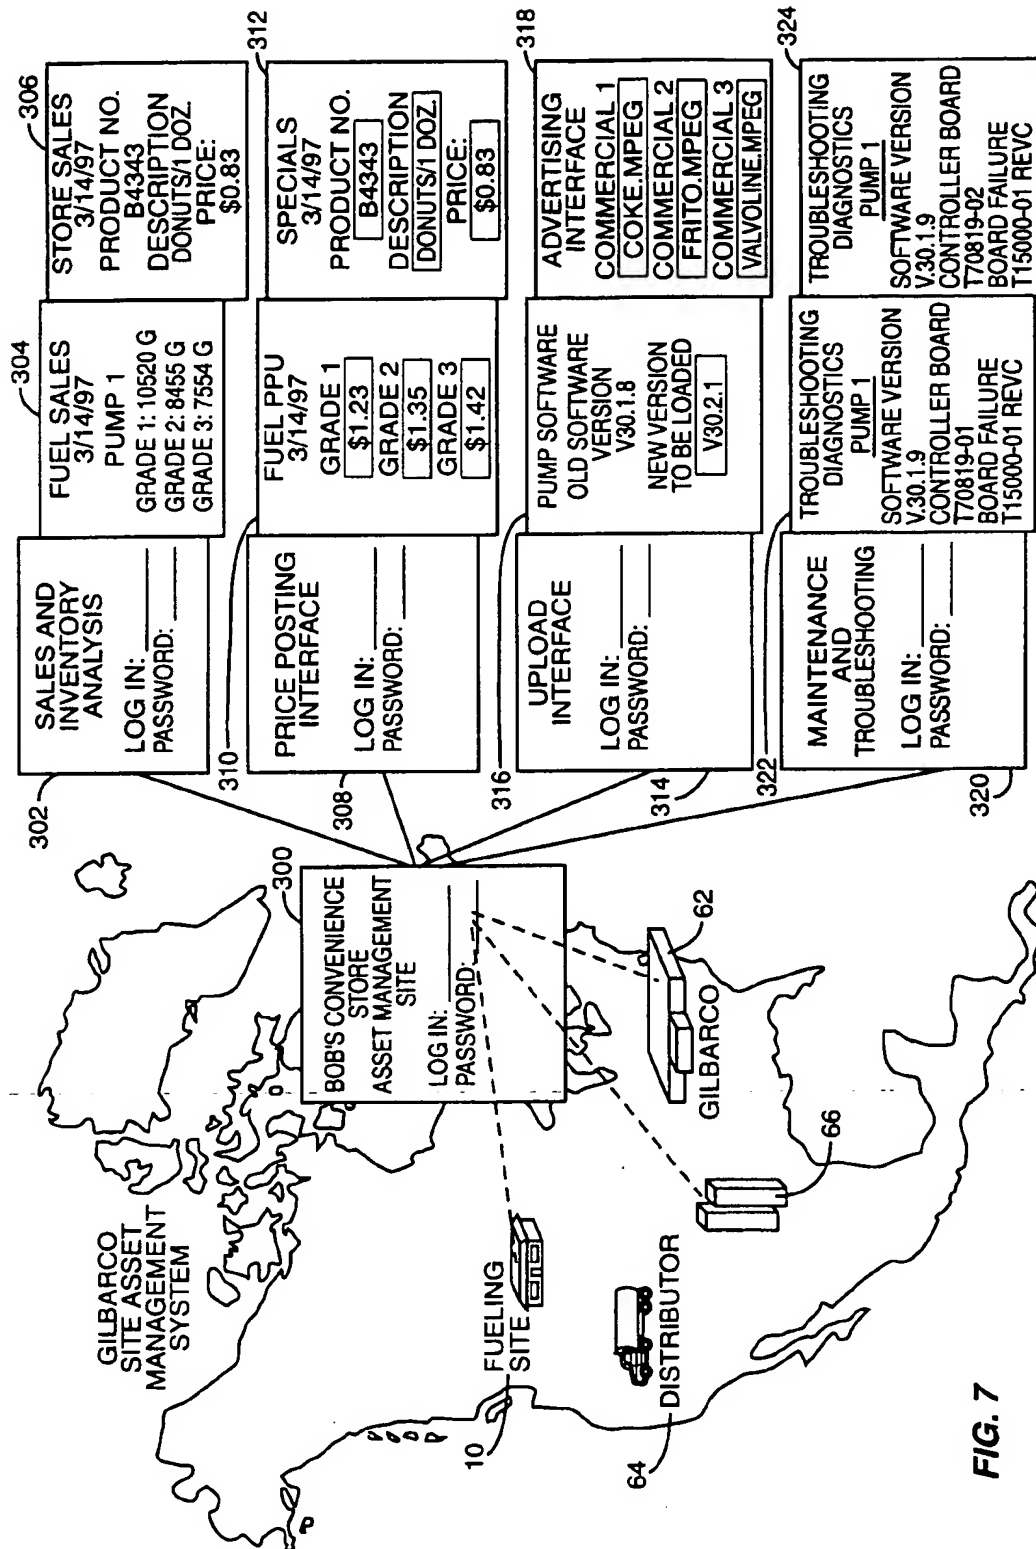 GILBARCO
SITE ASSET
MANAGEMENT
SYSTEM
300
BOB'S CONVENIENCE
STORE
ASSET MANAGEMENT
SITE
LOG IN:
PASSWORD:
FUELING
SITE
10
64
DISTRIBUTOR
66
GILBARCO
62
302
SALES AND
INVENTORY
ANALYSIS
LOG IN:
PASSWORD:
304
FUEL SALES
3/14/97
PUMP 1
GRADE 1: 10520 G
GRADE 2: 8455 G
GRADE 3: 7554 G
306
STORE SALES
3/14/97
PRODUCT NO.
B4343
DESCRIPTION
DONUTS/1 DOZ.
PRICE:
$0.83
308
PRICE POSTING
INTERFACE
LOG IN:
PASSWORD:
310
FUEL PPU
3/14/97
GRADE 1
$1.23
GRADE 2
$1.35
GRADE 3
$1.42
312
SPECIALS
3/14/97
PRODUCT NO.
B4343
DESCRIPTION
DONUTS/1 DOZ.
PRICE:
$0.83
314
UPLOAD
INTERFACE
LOG IN:
PASSWORD:
316
PUMP SOFTWARE
OLD SOFTWARE
VERSION
V30.1.8
NEW VERSION
TO BE LOADED
V30.2.1
318
ADVERTISING
INTERFACE
COMMERCIAL 1
COKE.MPEG
COMMERCIAL 2
FRITO.MPEG
COMMERCIAL 3
VALVOLINE.MPEG
320
MAINTENANCE
AND
TROUBLESHOOTING
LOG IN:
PASSWORD:
322
TROUBLESHOOTING
DIAGNOSTICS
PUMP 1
SOFTWARE VERSION
V.30.1.9
CONTROLLER BOARD
T70819-01
BOARD FAILURE
T15000-01 REVC
324
TROUBLESHOOTING
DIAGNOSTICS
PUMP 1
SOFTWARE VERSION
V.30.1.9
CONTROLLER BOARD
T70819-02
BOARD FAILURE
T15000-01 REVC
FIG. 7